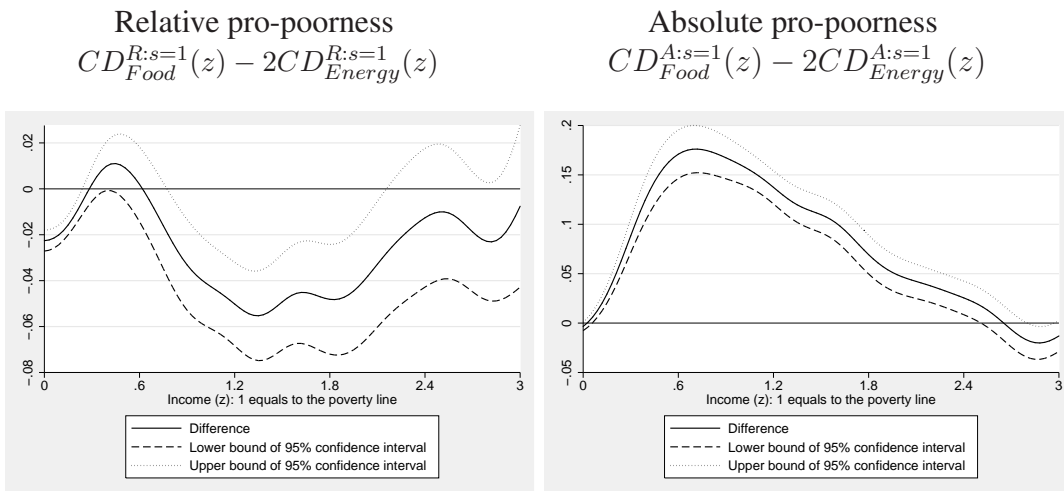 Relative pro-poorness
CD^{R:s=1}_{Food}(z) − 2CD^{R:s=1}_{Energy}(z)
.02
0
−.02
−.04
−.06
−.08
0 .6 1.2 1.8 2.4 3
Income (z): 1 equals to the poverty line
Difference
Lower bound of 95% confidence interval
Upper bound of 95% confidence interval
Absolute pro-poorness
CD^{A:s=1}_{Food}(z) − 2CD^{A:s=1}_{Energy}(z)
.2
.15
.1
.05
0
−.05
0 .6 1.2 1.8 2.4 3
Income (z): 1 equals to the poverty line
Difference
Lower bound of 95% confidence interval
Upper bound of 95% confidence interval